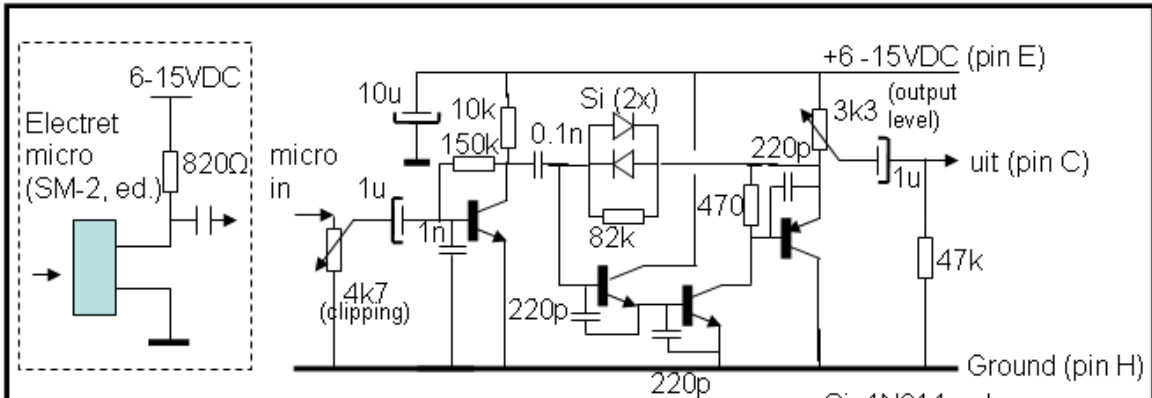 6-15VDC
Electret
micro
(SM-2, ed.)
820Ω
micro
in
4k7
(clipping)
1u
1n
10u
150k
10k
0.1n
Si (2x)
82k
220p
220p
470
220p
+6 -15VDC (pin E)
3k3
(output
level)
1u
uit (pin C)
47k
Ground (pin H)